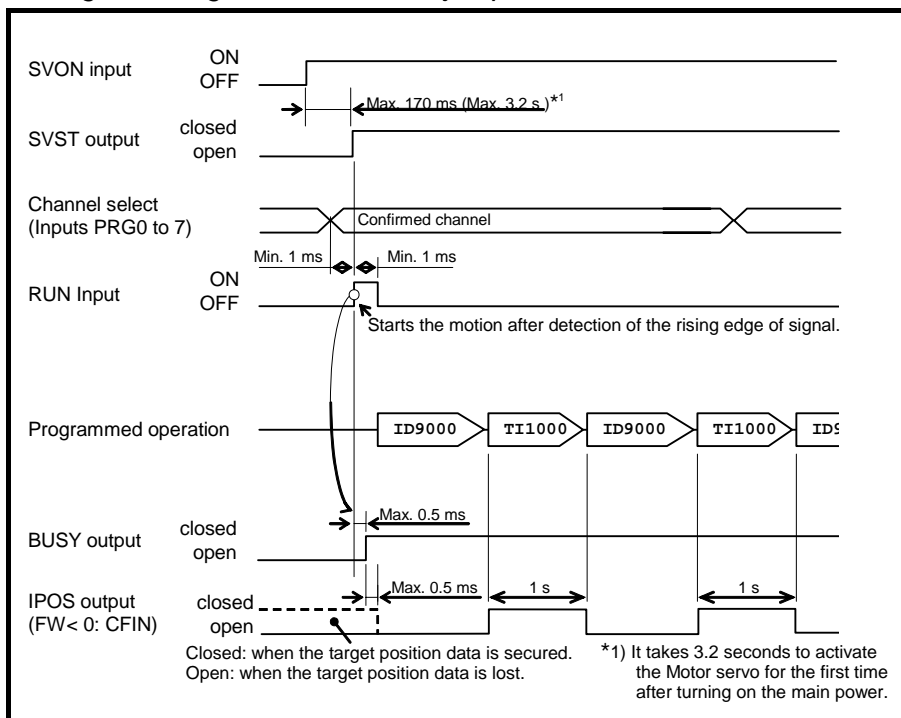 SVON input
ON
OFF
Max. 170 ms (Max. 3.2 s )*1
SVST output
closed
open
Channel select
(Inputs PRG0 to 7)
Confirmed channel
Min. 1 ms
Min. 1 ms
RUN Input
ON
OFF
Starts the motion after detection of the rising edge of signal.
Programmed operation
ID9000
TI1000
ID9000
TI1000
BUSY output
closed
open
Max. 0.5 ms
IPOS output
(FW< 0: CFIN)
closed
open
Max. 0.5 ms
1 s
1 s
Closed: when the target position data is secured.
Open: when the target position data is lost.
*1) It takes 3.2 seconds to activate
the Motor servo for the first time
after turning on the main power.